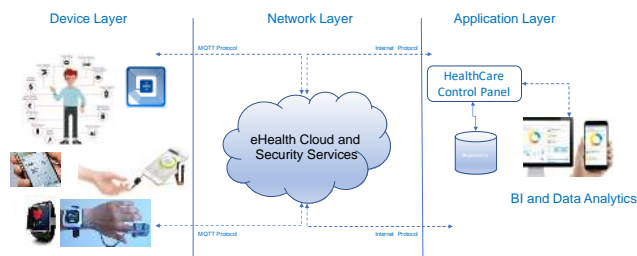 Device Layer
Network Layer
Application Layer
MQTT Protocol
Internet Protocol
HealthCare
Control Panel
eHealth Cloud and
Security Services
Repository
BI and Data Analytics
MQTT Protocol
Internet Protocol